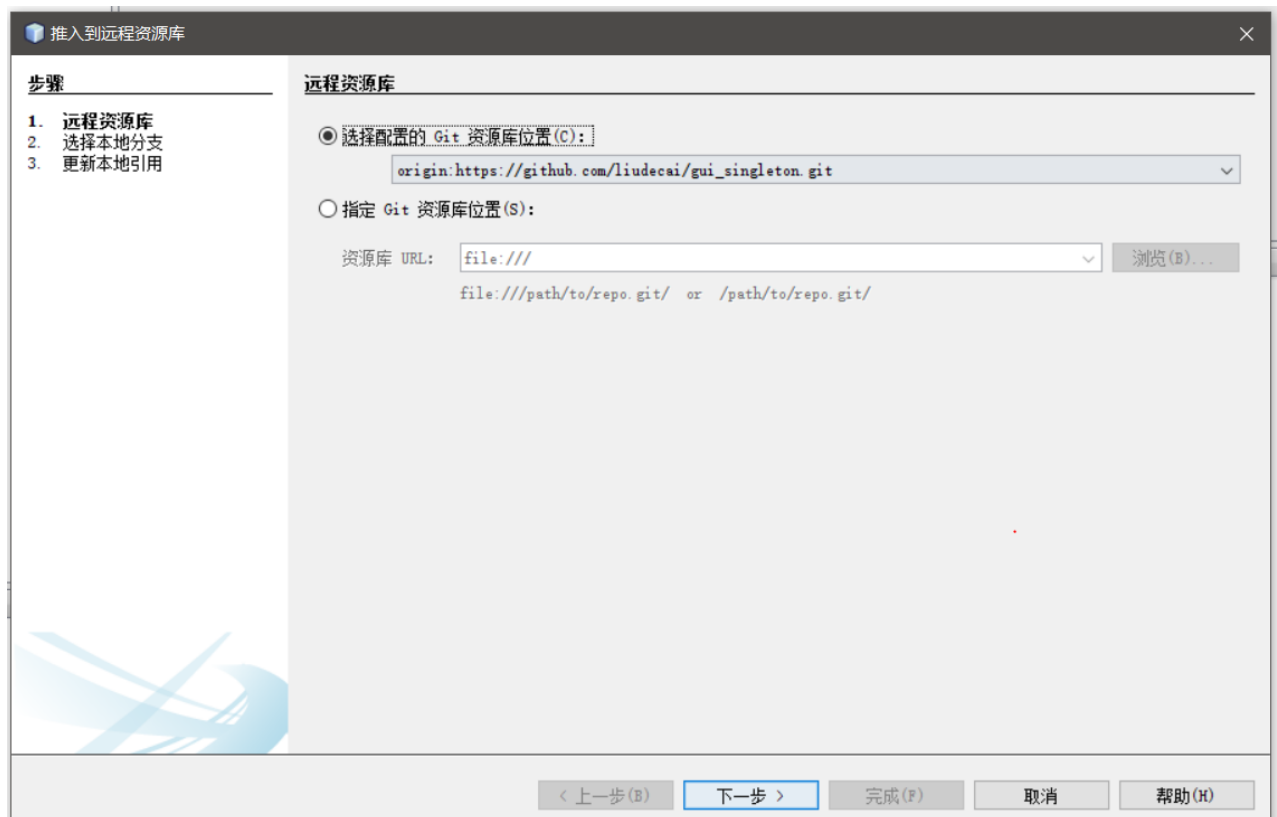 推入到远程资源库
步骤
1. 远程资源库
2. 选择本地分支
3. 更新本地引用
远程资源库
选择配置的 Git 资源库位置(C):
origin:https://github.com/liudecai/gui_singleton.git
指定 Git 资源库位置(S):
资源库 URL: file:/// 浏览(B)...
file:///path/to/repo.git/ or /path/to/repo.git/
< 上一步(B) 下一步 > 完成(F) 取消 帮助(H)